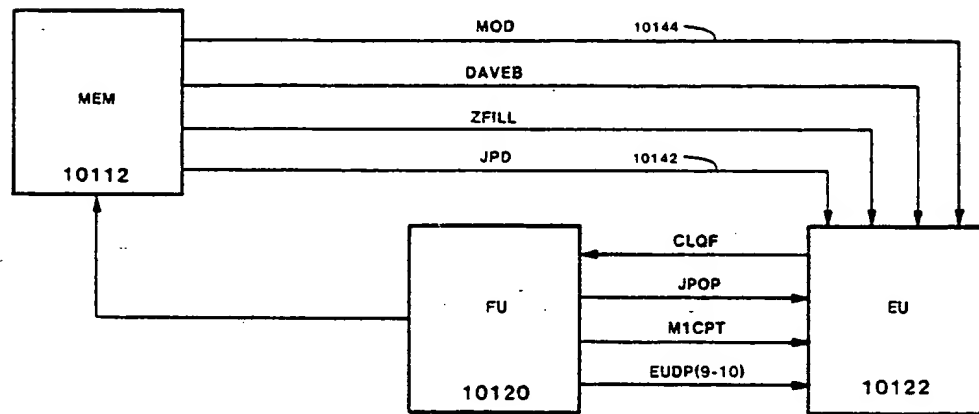 MOD
10144
DAVEB
MEM
ZFILL
JPD
10142
10112
CLQF
JPOP
FU
EU
M1CPT
EUDP(9-10)
10120
10122